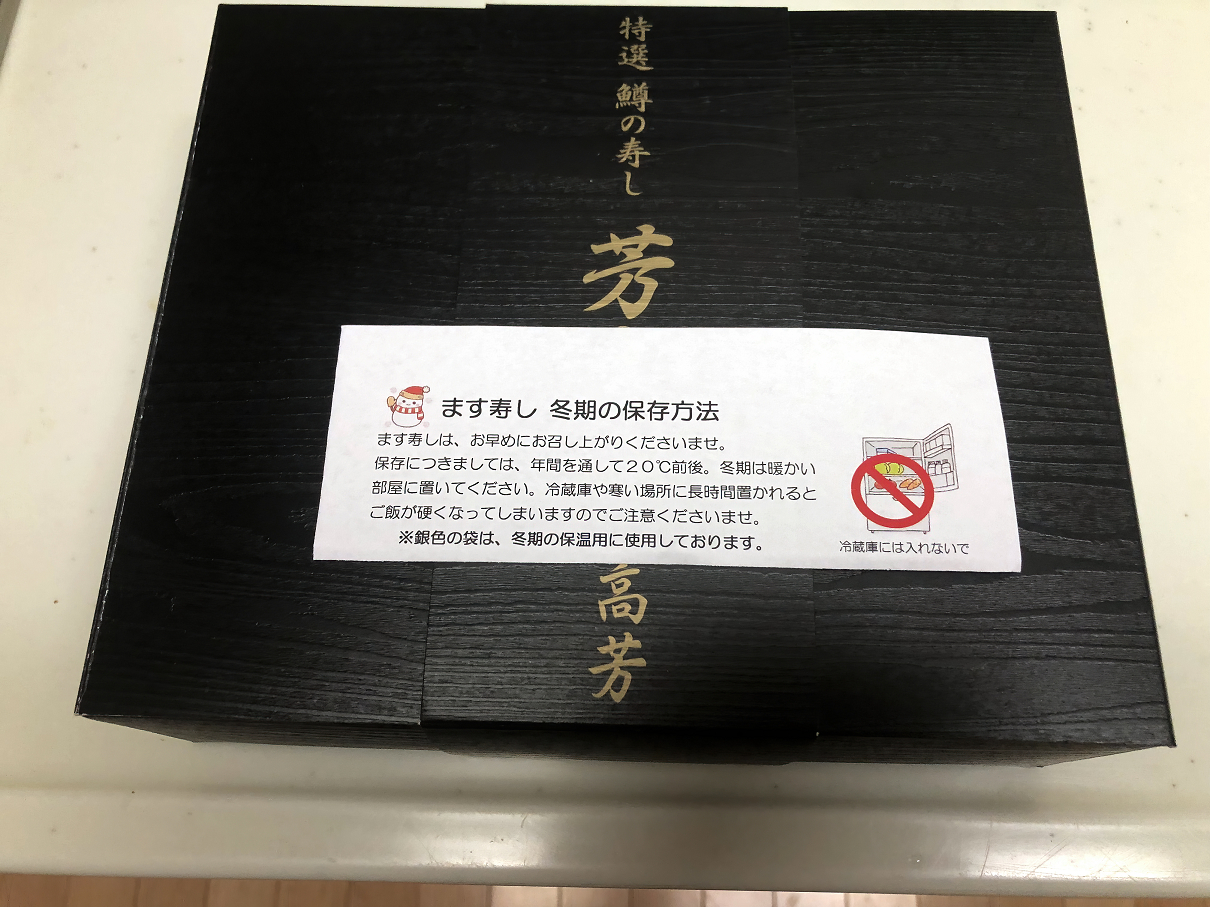 特選 鱒の寿し
芳
ます寿し 冬期の保存方法
ます寿しは、お早めにお召し上がりくださいませ。
保存につきましては、年間を通して２０℃前後。冬期は暖かい
部屋に置いてください。冷蔵庫や寒い場所に長時間置かれると
ご飯が硬くなってしまいますのでご注意くださいませ。
※銀色の袋は、冬期の保温用に使用しております。
冷蔵庫には入れないで
高芳